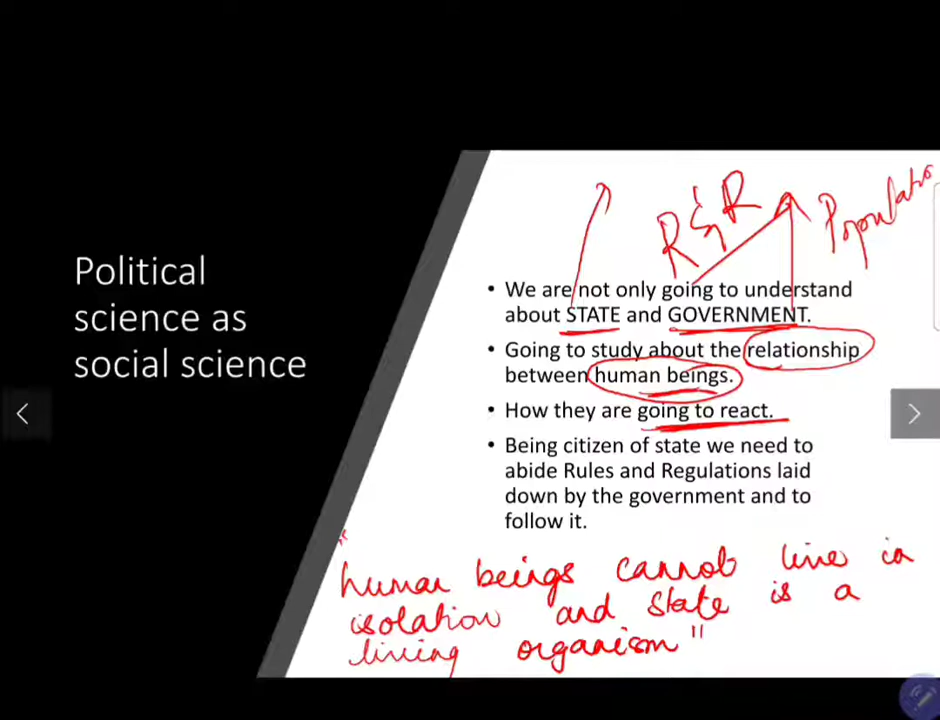 Political
science as
social science
R & R
Populatio
• We are not only going to understand
about STATE and GOVERNMENT.
• Going to study about the relationship
between human beings.
• How they are going to react.
• Being citizen of state we need to
abide Rules and Regulations laid
down by the government and to
follow it.
"human beings cannot live in
isolation and state is a
living organism"